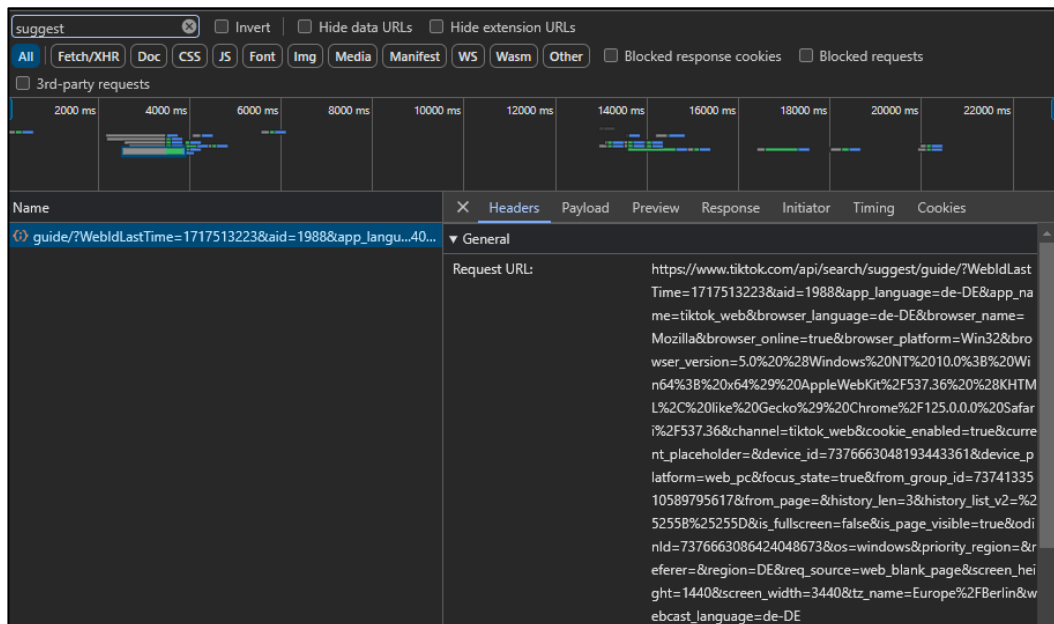 suggest
Invert
Hide data URLs
Hide extension URLs
All
Fetch/XHR
Doc
CSS
JS
Font
Img
Media
Manifest
WS
Wasm
Other
Blocked response cookies
Blocked requests
3rd-party requests
2000 ms
4000 ms
6000 ms
8000 ms
10000 ms
12000 ms
14000 ms
16000 ms
18000 ms
20000 ms
22000 ms
Name
Headers
Payload
Preview
Response
Initiator
Timing
Cookies
guide/?WebIdLastTime=1717513223&aid=1988&app_langu...40...
General
Request URL:
https://www.tiktok.com/api/search/suggest/guide/?WebIdLast
Time=1717513223&aid=1988&app_language=de-DE&app_na
me=tiktok_web&browser_language=de-DE&browser_name=
Mozilla&browser_online=true&browser_platform=Win32&bro
wser_version=5.0%20%28Windows%20NT%2010.0%3B%20Wi
n64%3B%20x64%29%20AppleWebKit%2F537.36%20%28KHTM
L%2C%20like%20Gecko%29%20Chrome%2F125.0.0.0%20Safar
i%2F537.36&channel=tiktok_web&cookie_enabled=true&curre
nt_placeholder=&device_id=7376663048193443361&device_p
latform=web_pc&focus_state=true&from_group_id=73741335
10589795617&from_page=&history_len=3&history_list_v2=%2
5255B%25255D&is_fullscreen=false&is_page_visible=true&odi
nId=7376663086424048673&os=windows&priority_region=&r
eferer=&region=DE&req_source=web_blank_page&screen_hei
ght=1440&screen_width=3440&tz_name=Europe%2FBerlin&w
ebcast_language=de-DE